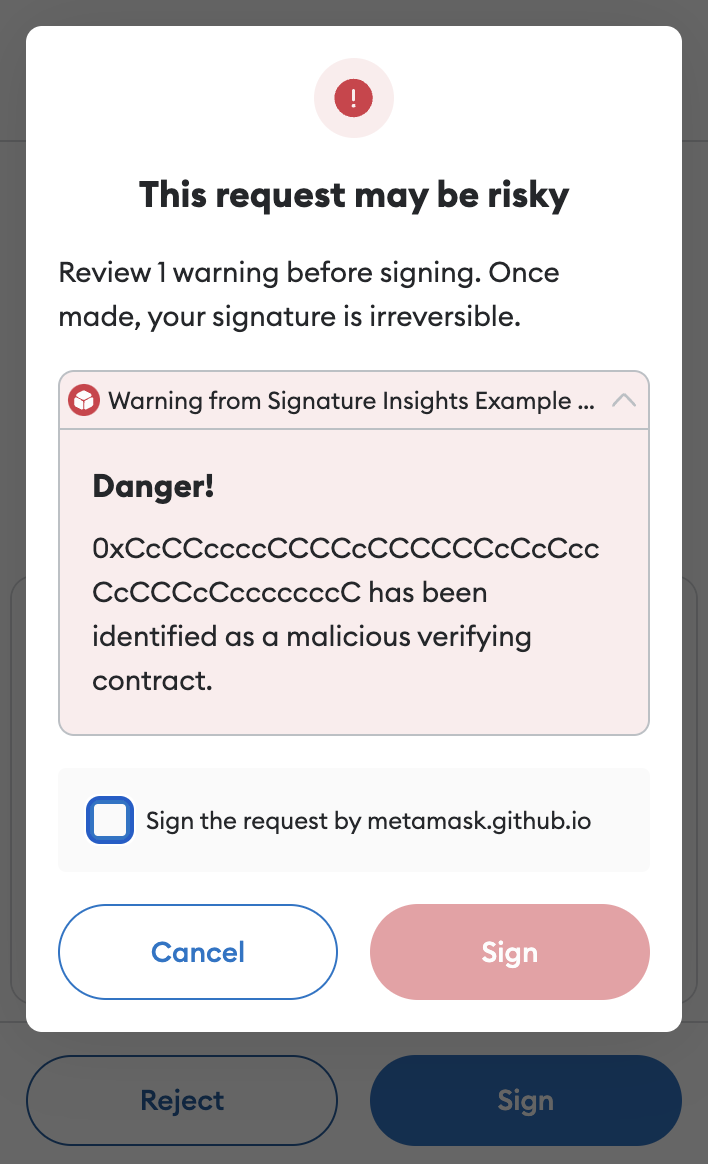 This request may be risky
Review 1 warning before signing. Once
made, your signature is irreversible.
Warning from Signature Insights Example ...
Danger!
0xCcCCccccCCCCcCCCCCCcCcCccc
CcCCCcCcccccccC has been
identified as a malicious verifying
contract.
Sign the request by metamask.github.io
Cancel
Sign
Reject
Sign